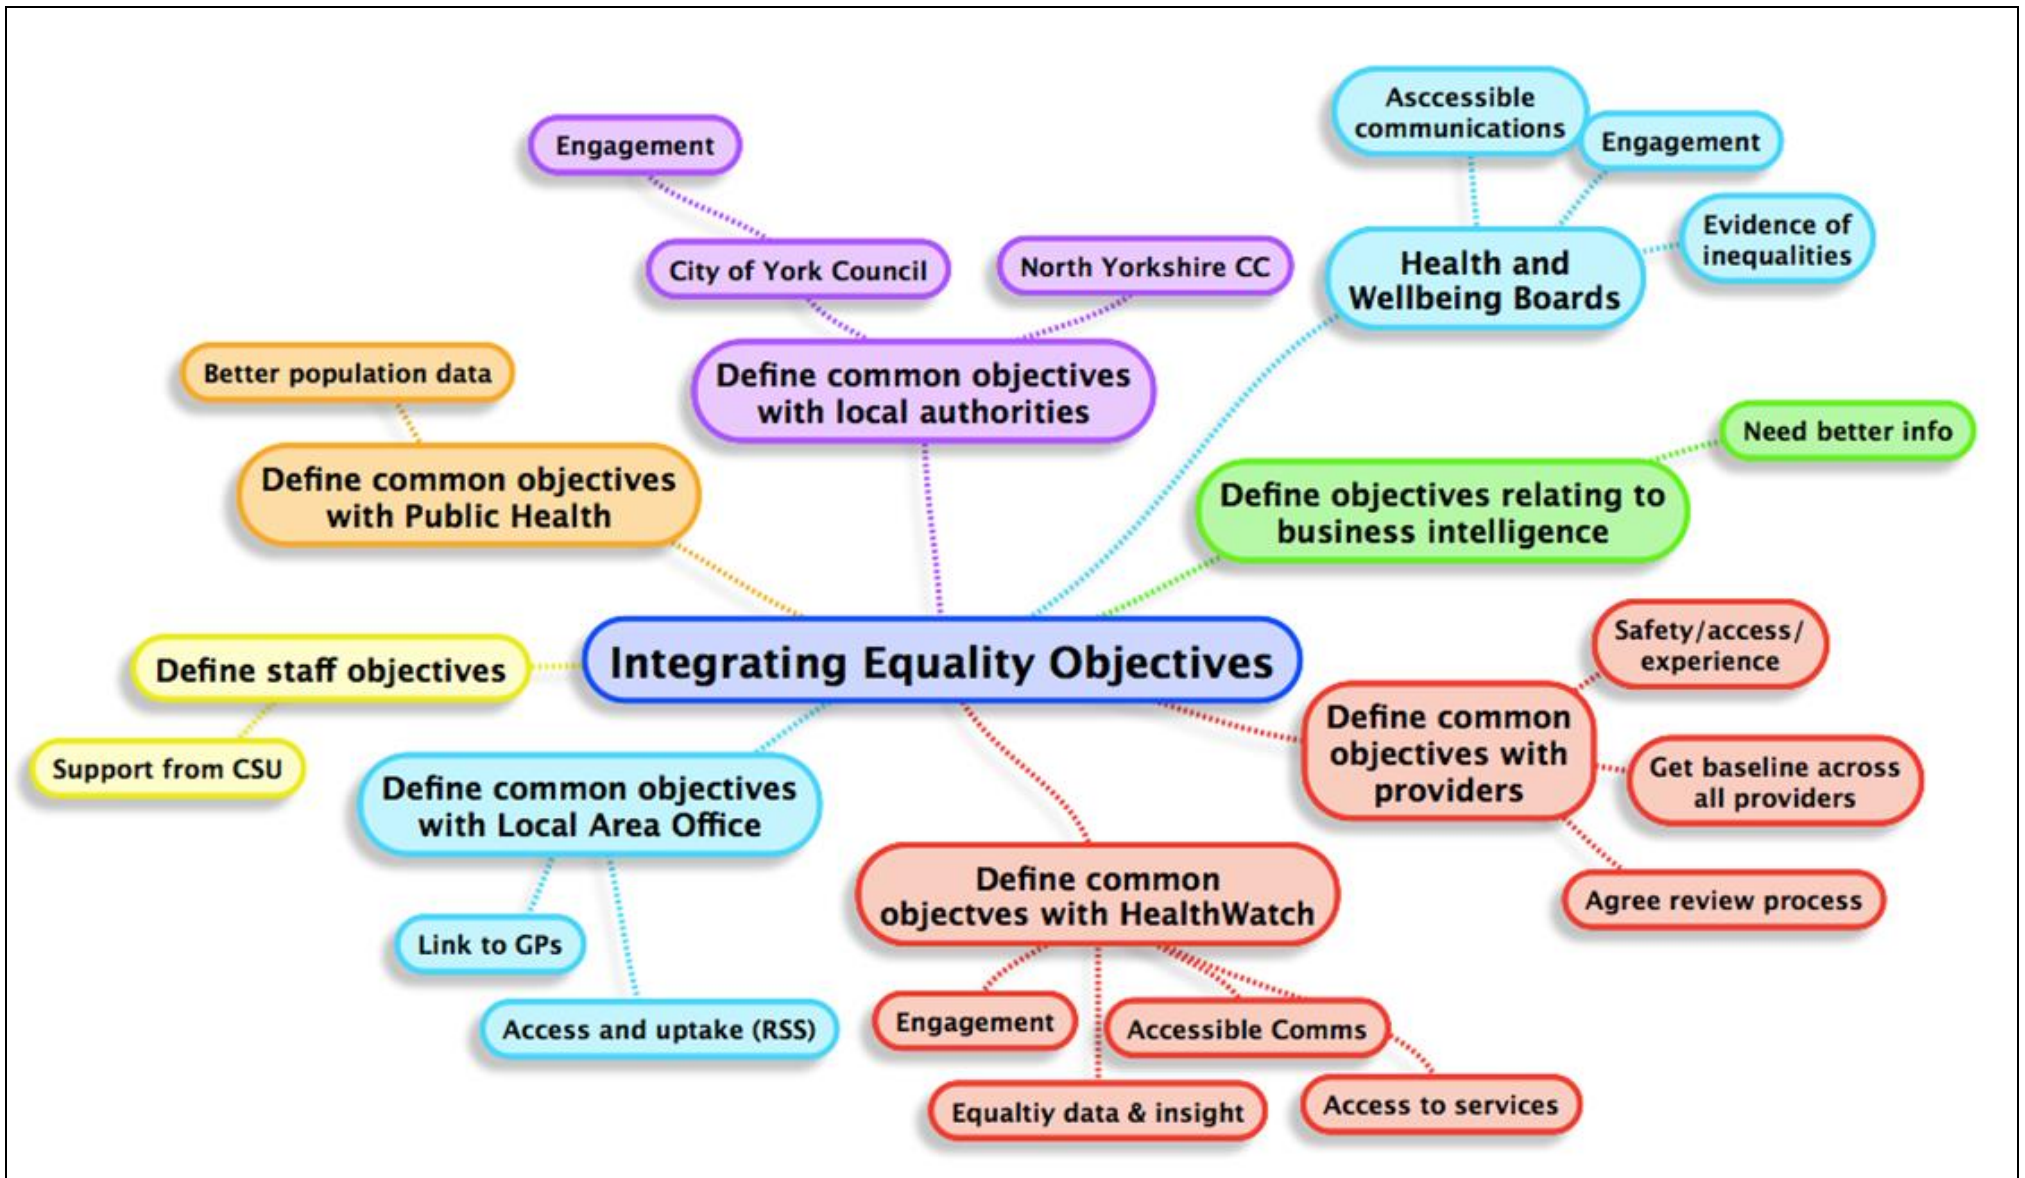 Asccessible
communications
Engagement
Engagement
Evidence of
inequalities
City of York Council
North Yorkshire CC
Health and
Wellbeing Boards
Better population data
Define common objectives
with local authorities
Need better info
Define common objectives
with Public Health
Define objectives relating to
business intelligence
Integrating Equality Objectives
Safety/access/
experience
Define staff objectives
Define common
objectives with
providers
Support from CSU
Get baseline across
all providers
Define common objectives
with Local Area Office
Define common
objectves with HealthWatch
Agree review process
Link to GPs
Engagement
Accessible Comms
Access and uptake (RSS)
Equaltiy data & insight
Access to services